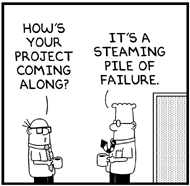 HOW'S
YOUR
PROJECT
COMING
ALONG?
IT'S A
STEAMING
PILE OF
FAILURE.